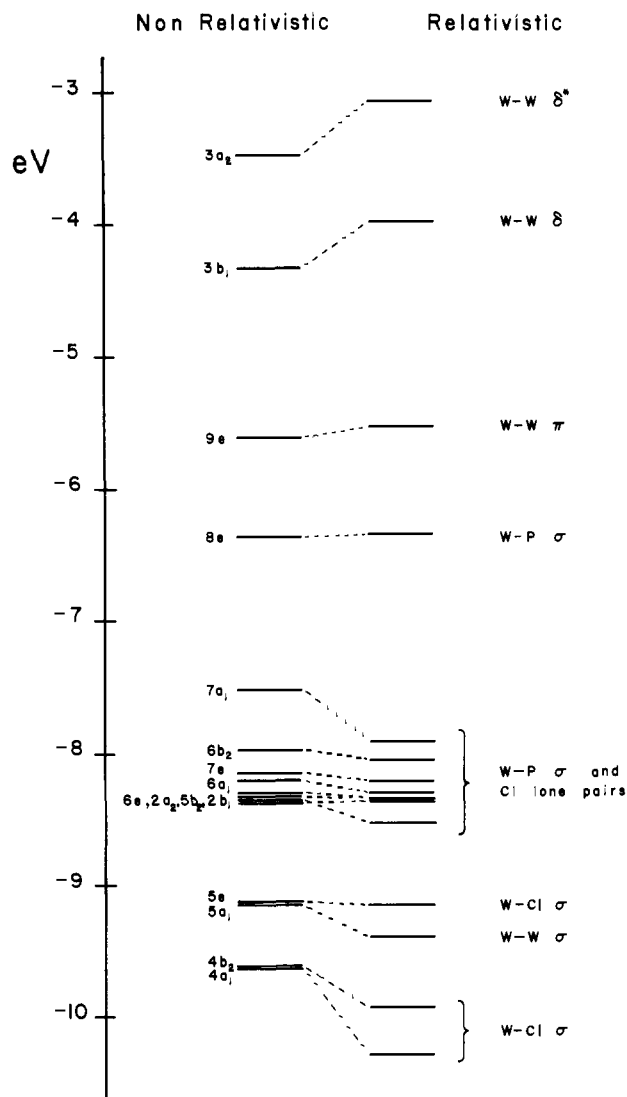 Non Relativistic Relativistic
-3
W-W δ*
eV
3a₂
-4
W-W δ
3b₁
-5
W-W π
9e
-6
8e
W-P σ
-7
7a₁
-8
6b₂
7e
6a₁
W-P σ and
Cl lone pairs
6e,2a₂,5b₂,2b₁
-9
5e
W-Cl σ
5a₁
W-W σ
4b₂
4a₁
-10
W-Cl σ